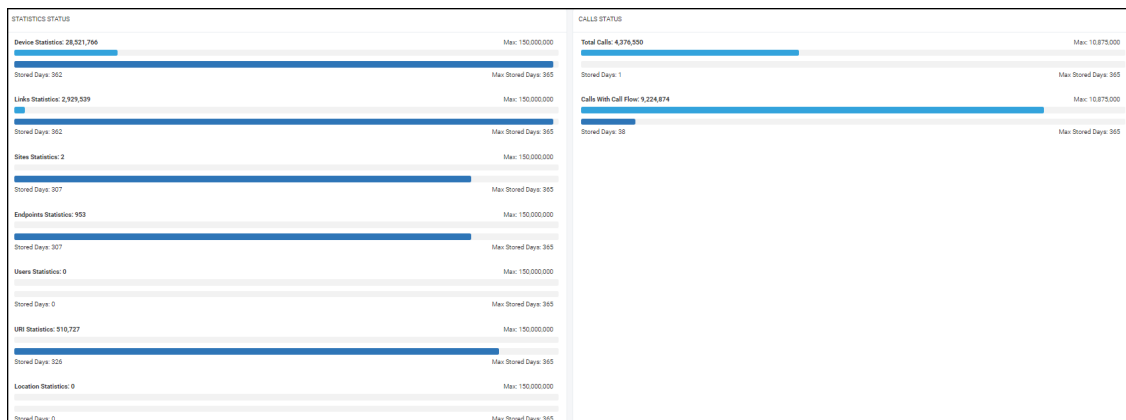 STATISTICS STATUS
Device Statistics: 28,521,766 Max: 150,000,000
Stored Days: 362 Max Stored Days: 365
Links Statistics: 2,929,539 Max: 150,000,000
Stored Days: 362 Max Stored Days: 365
Sites Statistics: 2 Max: 150,000,000
Stored Days: 307 Max Stored Days: 365
Endpoints Statistics: 953 Max: 150,000,000
Stored Days: 307 Max Stored Days: 365
Users Statistics: 0 Max: 150,000,000
Stored Days: 0 Max Stored Days: 365
URI Statistics: 510,727 Max: 150,000,000
Stored Days: 326 Max Stored Days: 365
Location Statistics: 0 Max: 150,000,000
Stored Days: 0 Max Stored Days: 365
CALLS STATUS
Total Calls: 4,376,550 Max: 10,875,000
Stored Days: 1 Max Stored Days: 365
Calls With Call Flow: 9,224,874 Max: 10,875,000
Stored Days: 38 Max Stored Days: 365